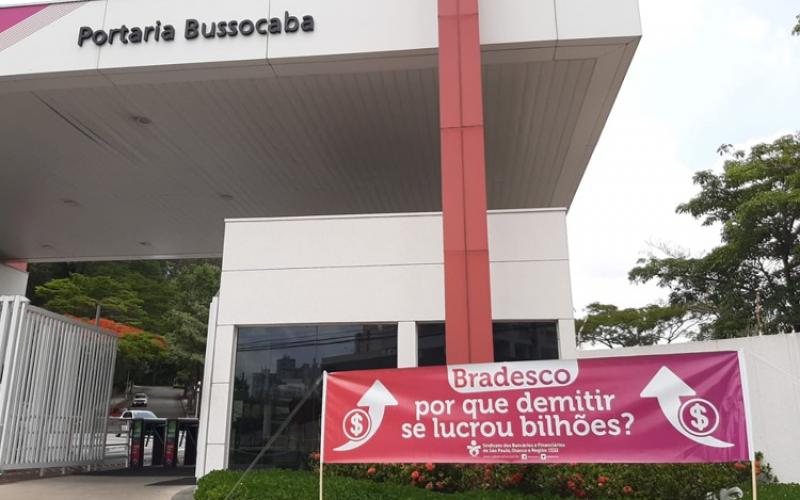 Portaria Bussocaba
Bradesco
por que demitir
se lucrou bilhões?
$
$
Sindicato dos Bancários e Financiários
de São Paulo, Osasco e Região